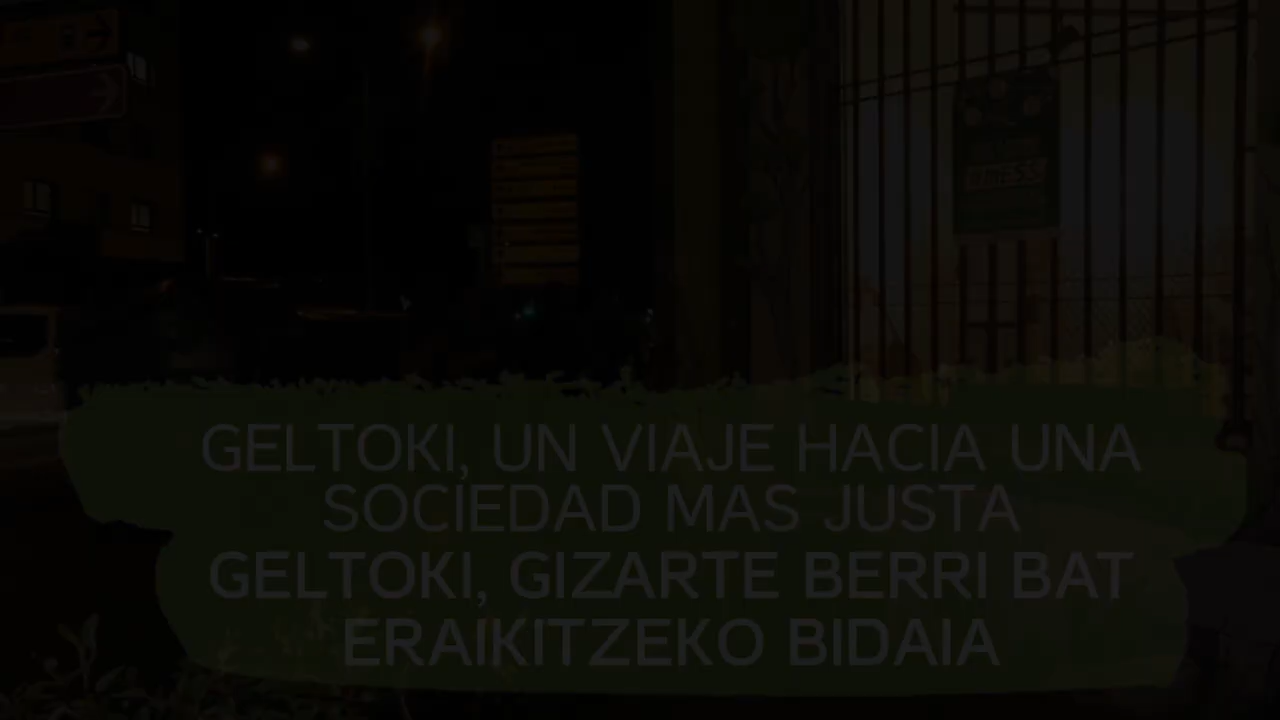 GELTOKI, UN VIAJE HACIA UNA
SOCIEDAD MAS JUSTA
GELTOKI, GIZARTE BERRI BAT
ERAIKITZEKO BIDAIA